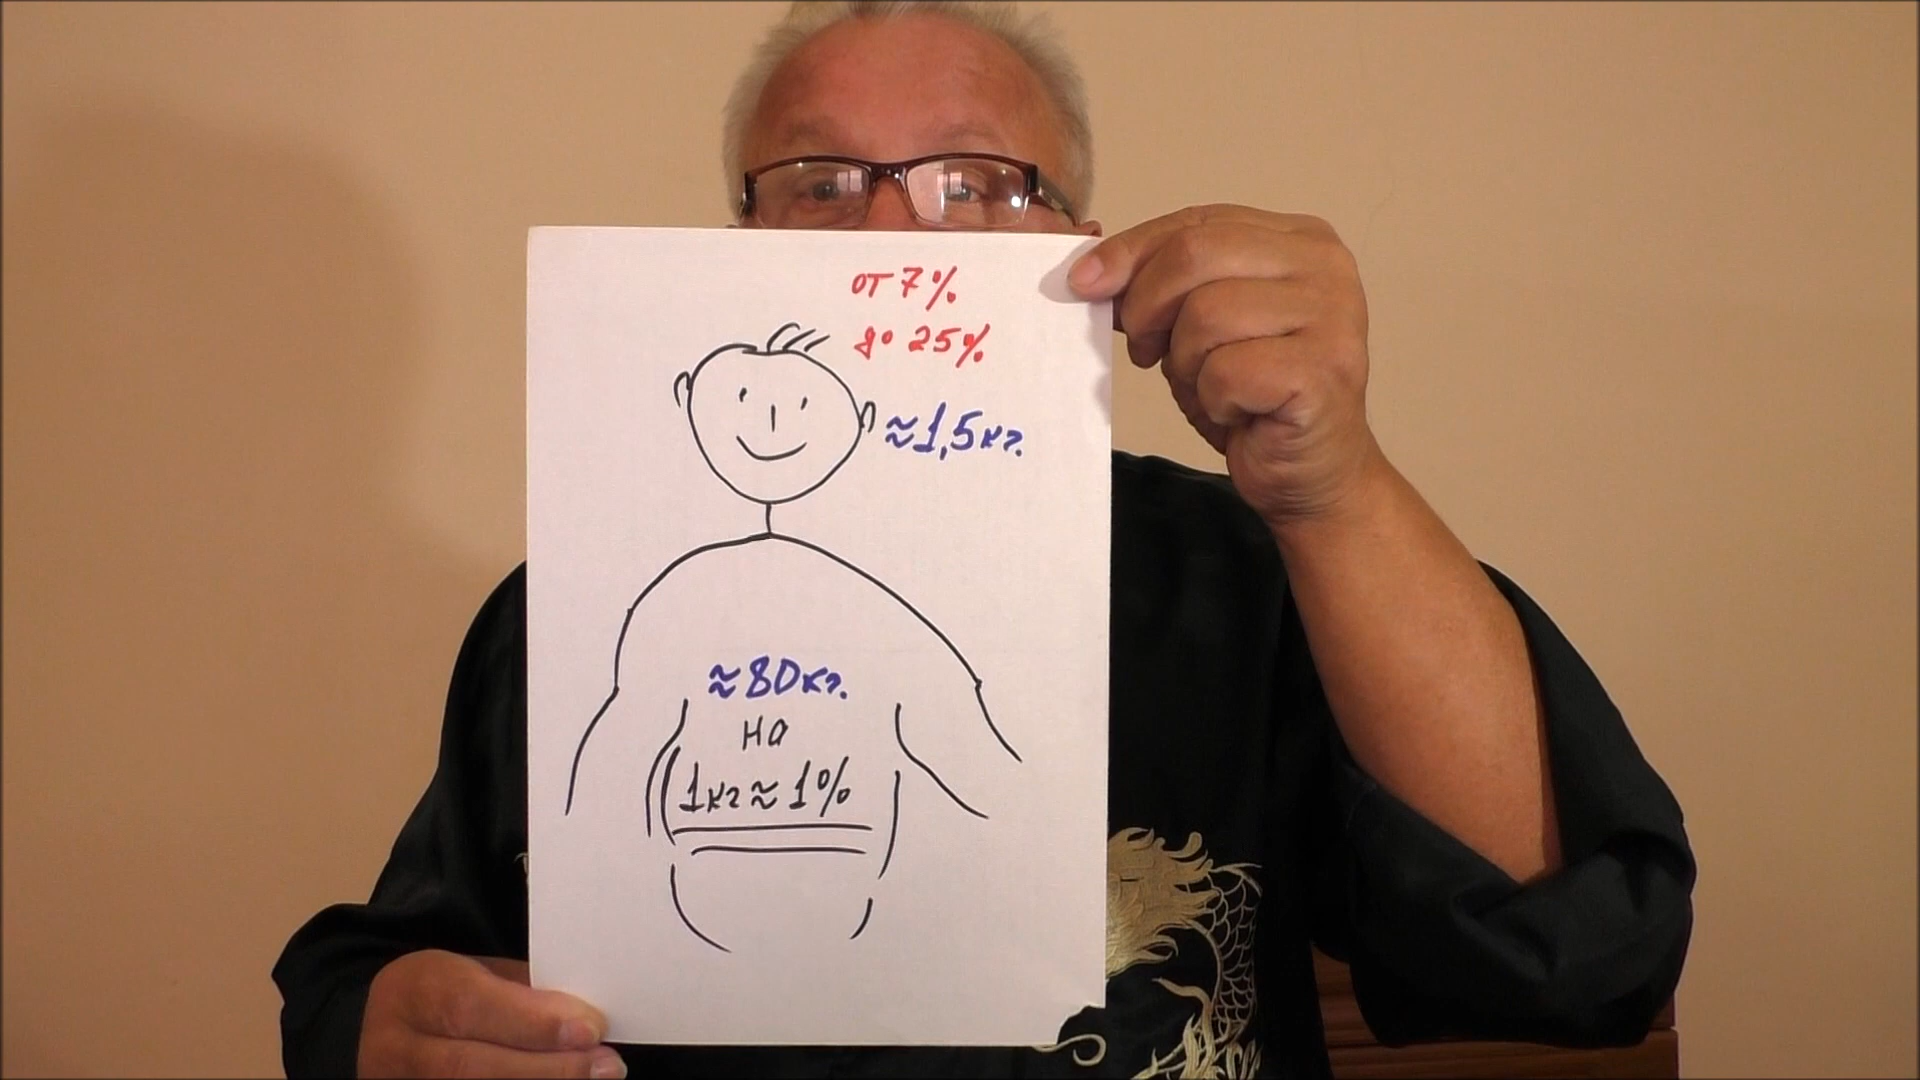 от 7%
до 25%
≈1,5кг.
≈80кг.
на
1кг ≈ 1%